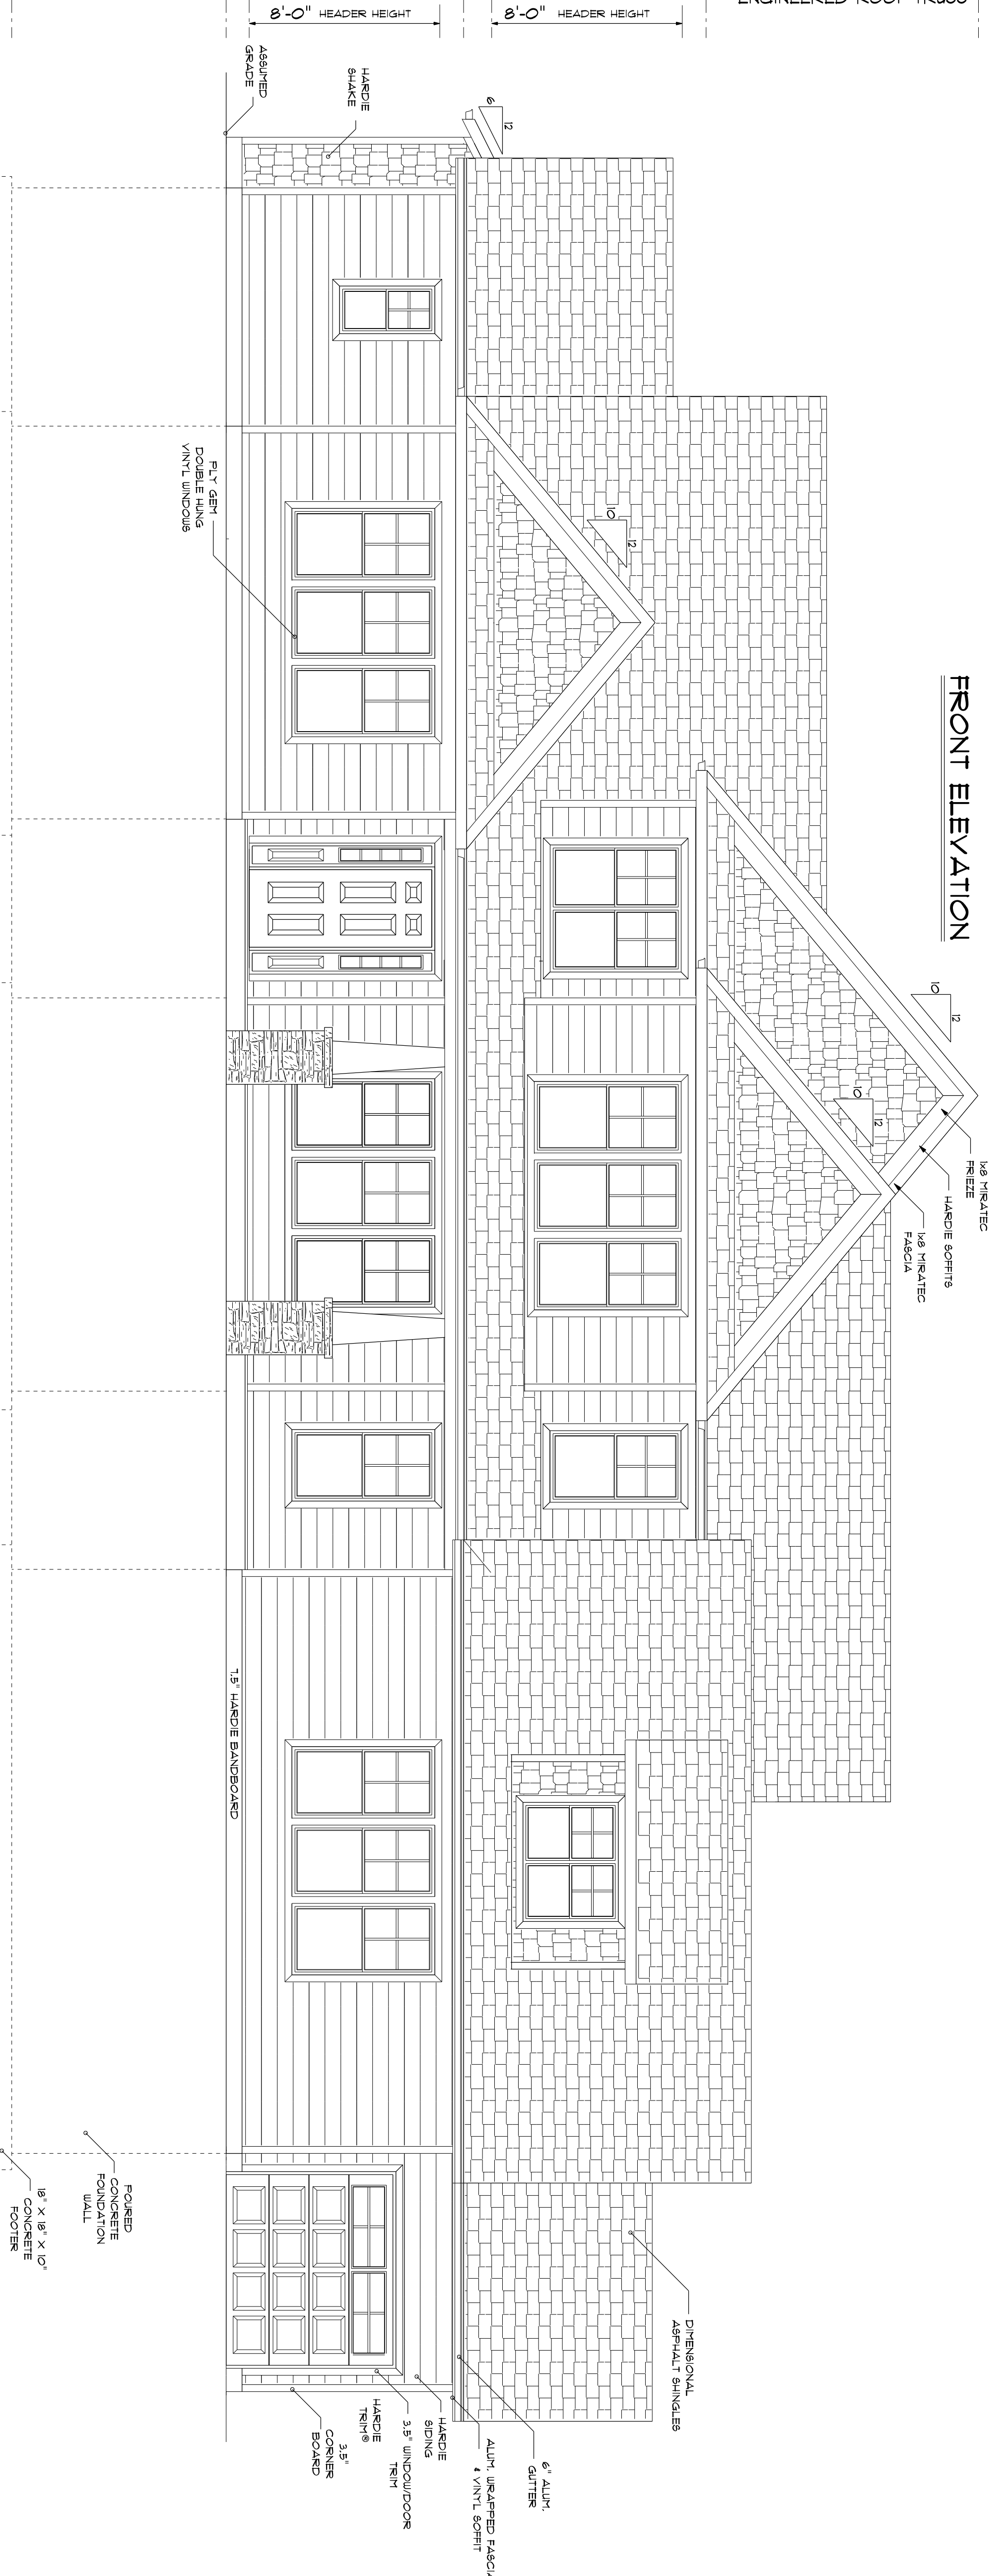 ENGINEERED ROOF TRUSS
8'-0" HEADER HEIGHT
8'-0" HEADER HEIGHT
FRONT ELEVATION
ASSUMED
GRADE
HARDIE
SHAKE
6
12
PLY GEM
DOUBLE HUNG
VINYL WINDOWS
10
12
10
12
10
12
1x8 MIRATEC
FRIEZE
HARDIE SOFFITS
1x8 MIRATEC
FASCIA
7.5" HARDIE BANDBOARD
POURED
CONCRETE
FOUNDATION
WALL
18" X 18" X 10"
CONCRETE
FOOTER
DIMENSIONAL
ASPHALT SHINGLES
6" ALUM.
GUTTER
ALUM. WRAPPED FASCIA
& VINYL SOFFIT
HARDIE
SIDING
3.5" WINDOW/DOOR
TRIM
HARDIE
TRIM®
3.5"
CORNER
BOARD